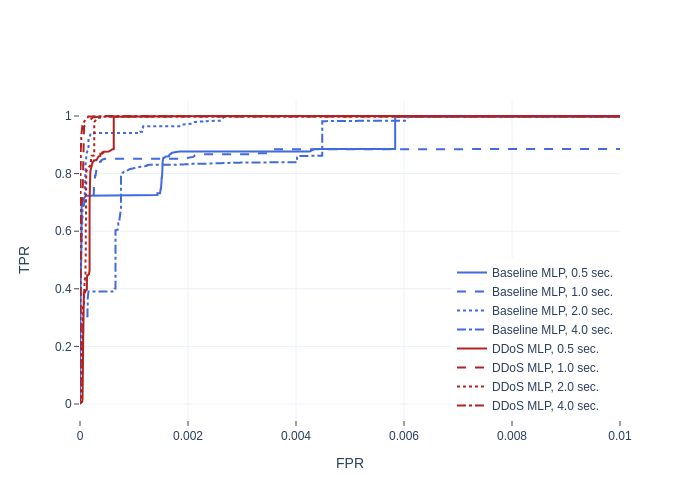 1
0.8
0.6
0.4
0.2
0
TPR
0
0.002
0.004
0.006
0.008
0.01
FPR
Baseline MLP, 0.5 sec.
Baseline MLP, 1.0 sec.
Baseline MLP, 2.0 sec.
Baseline MLP, 4.0 sec.
DDoS MLP, 0.5 sec.
DDoS MLP, 1.0 sec.
DDoS MLP, 2.0 sec.
DDoS MLP, 4.0 sec.